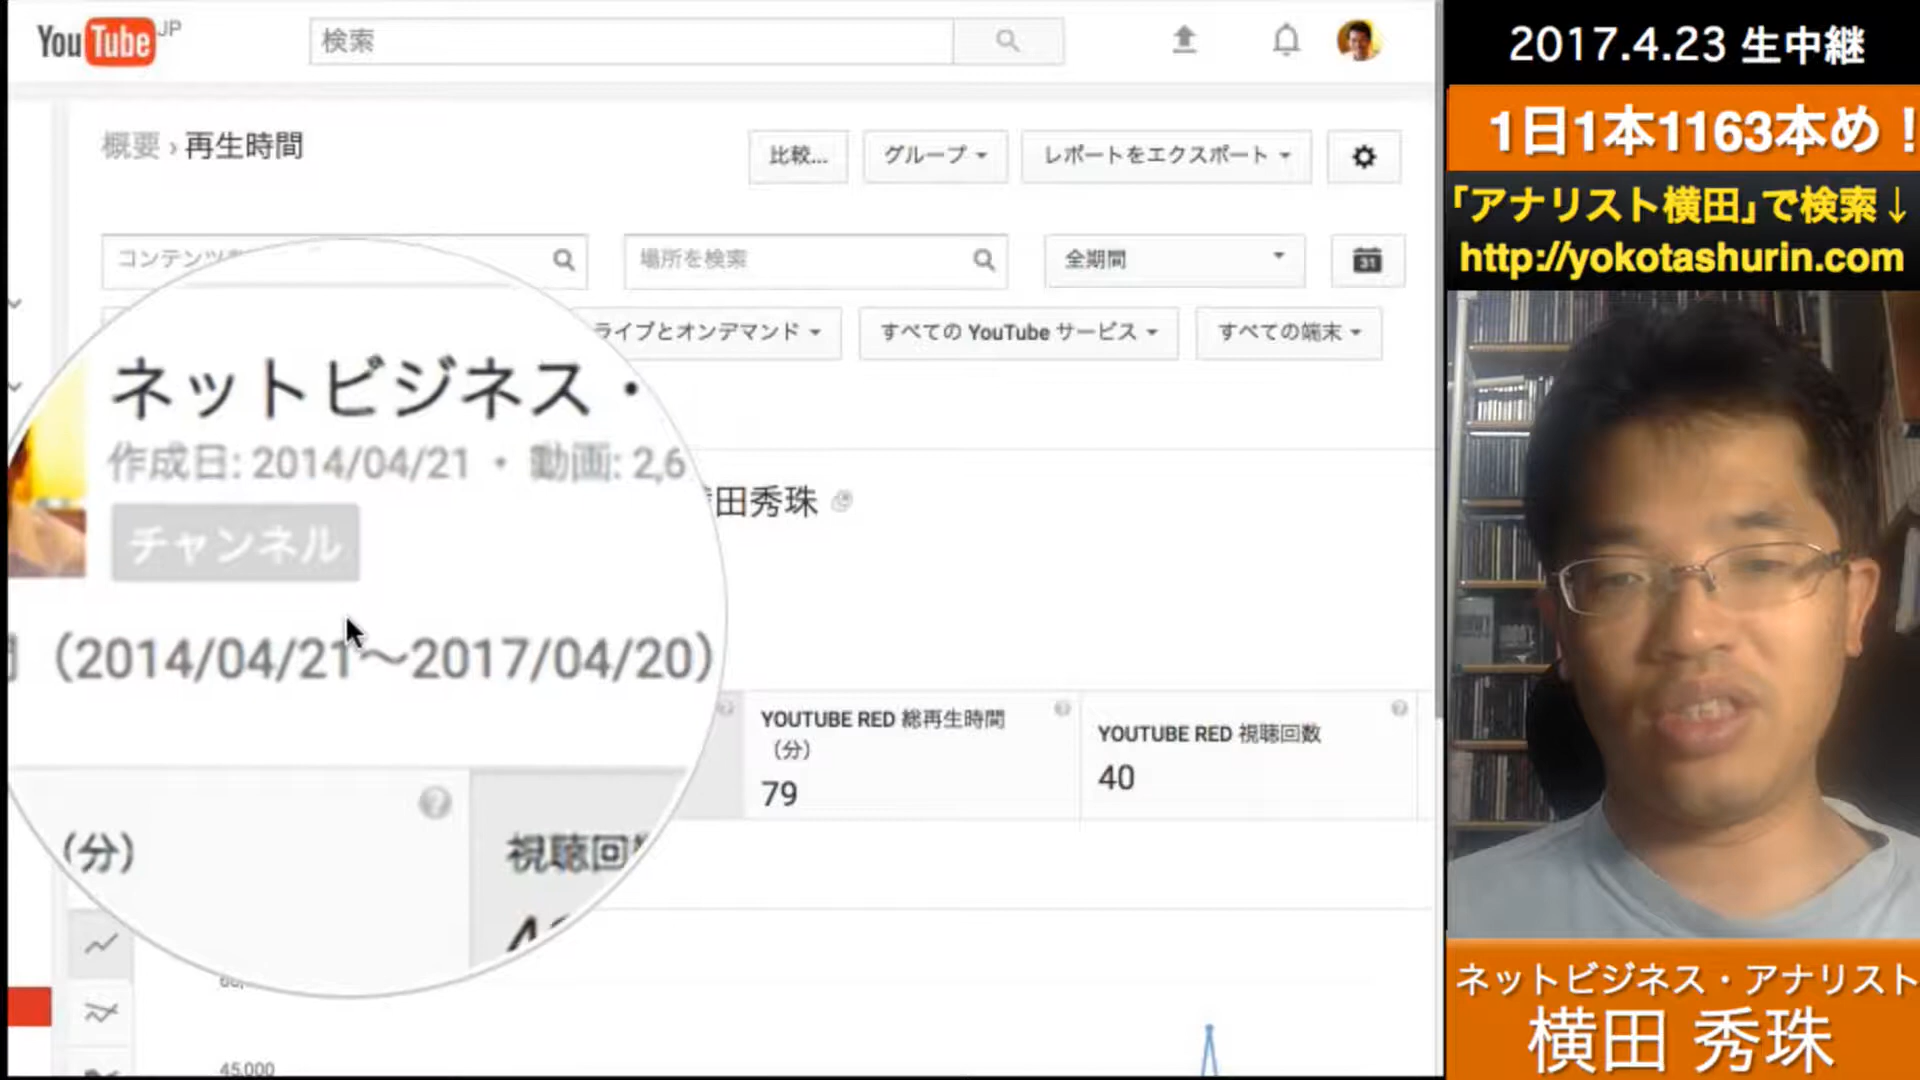 YouTube JP
検索
概要 › 再生時間
比較...
グループ
レポートをエクスポート
場所を検索
全期間
31
ライブとオンデマンド
すべての YouTube サービス
すべての端末
ネットビジネス・
作成日: 2014/04/21 ・ 動画: 2,6
田秀珠
チャンネル
（2014/04/21～2017/04/20）
YOUTUBE RED 総再生時間
（分）
79
YOUTUBE RED 視聴回数
40
（分）
視聴回
45,000
2017.4.23 生中継
1日1本1163本め！
「アナリスト横田」で検索↓
http://yokotashurin.com
ネットビジネス・アナリスト
横田 秀珠